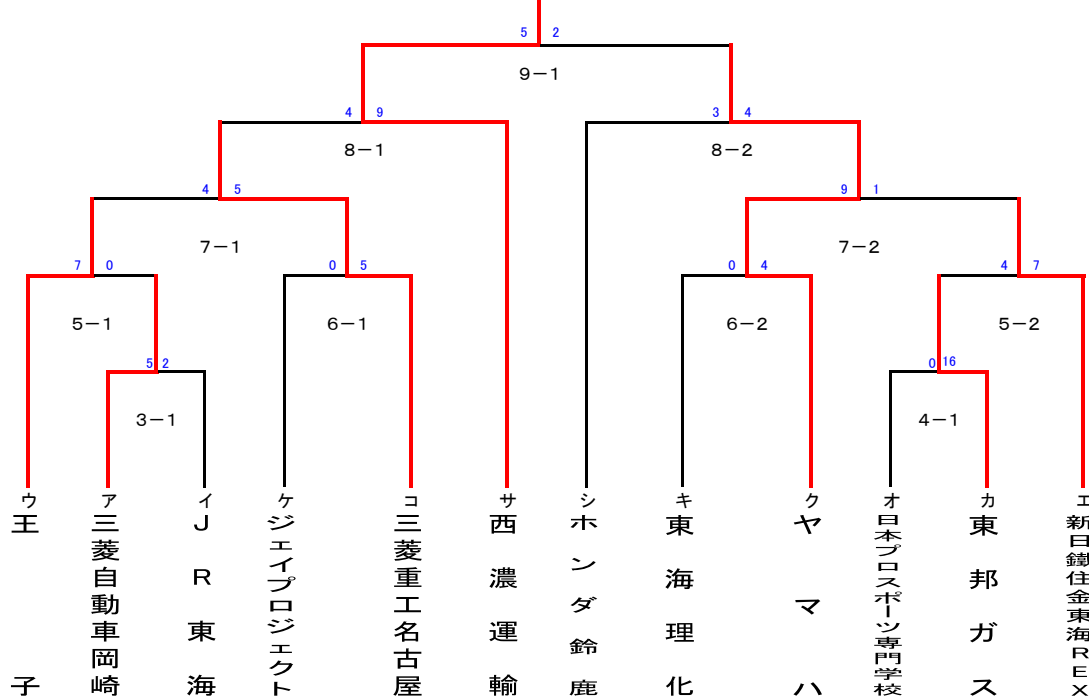 5 2
9－1
4 9
3 4
8－1
8－2
4 5
9 1
7－1
7－2
7 0
0 5
0 4
4 7
5－1
6－1
6－2
5－2
5 2
0 16
3－1
4－1
ウ ア イ ケ コ サ シ キ ク オ カ エ
王子
三菱自動車岡崎
JR東海
ジェイプロジェクト
三菱重工名古屋
西濃運輸
ホンダ鈴鹿
東海理化
ヤマハ
日本プロスポーツ専門学校
東邦ガス
新日鐵住金東海REX